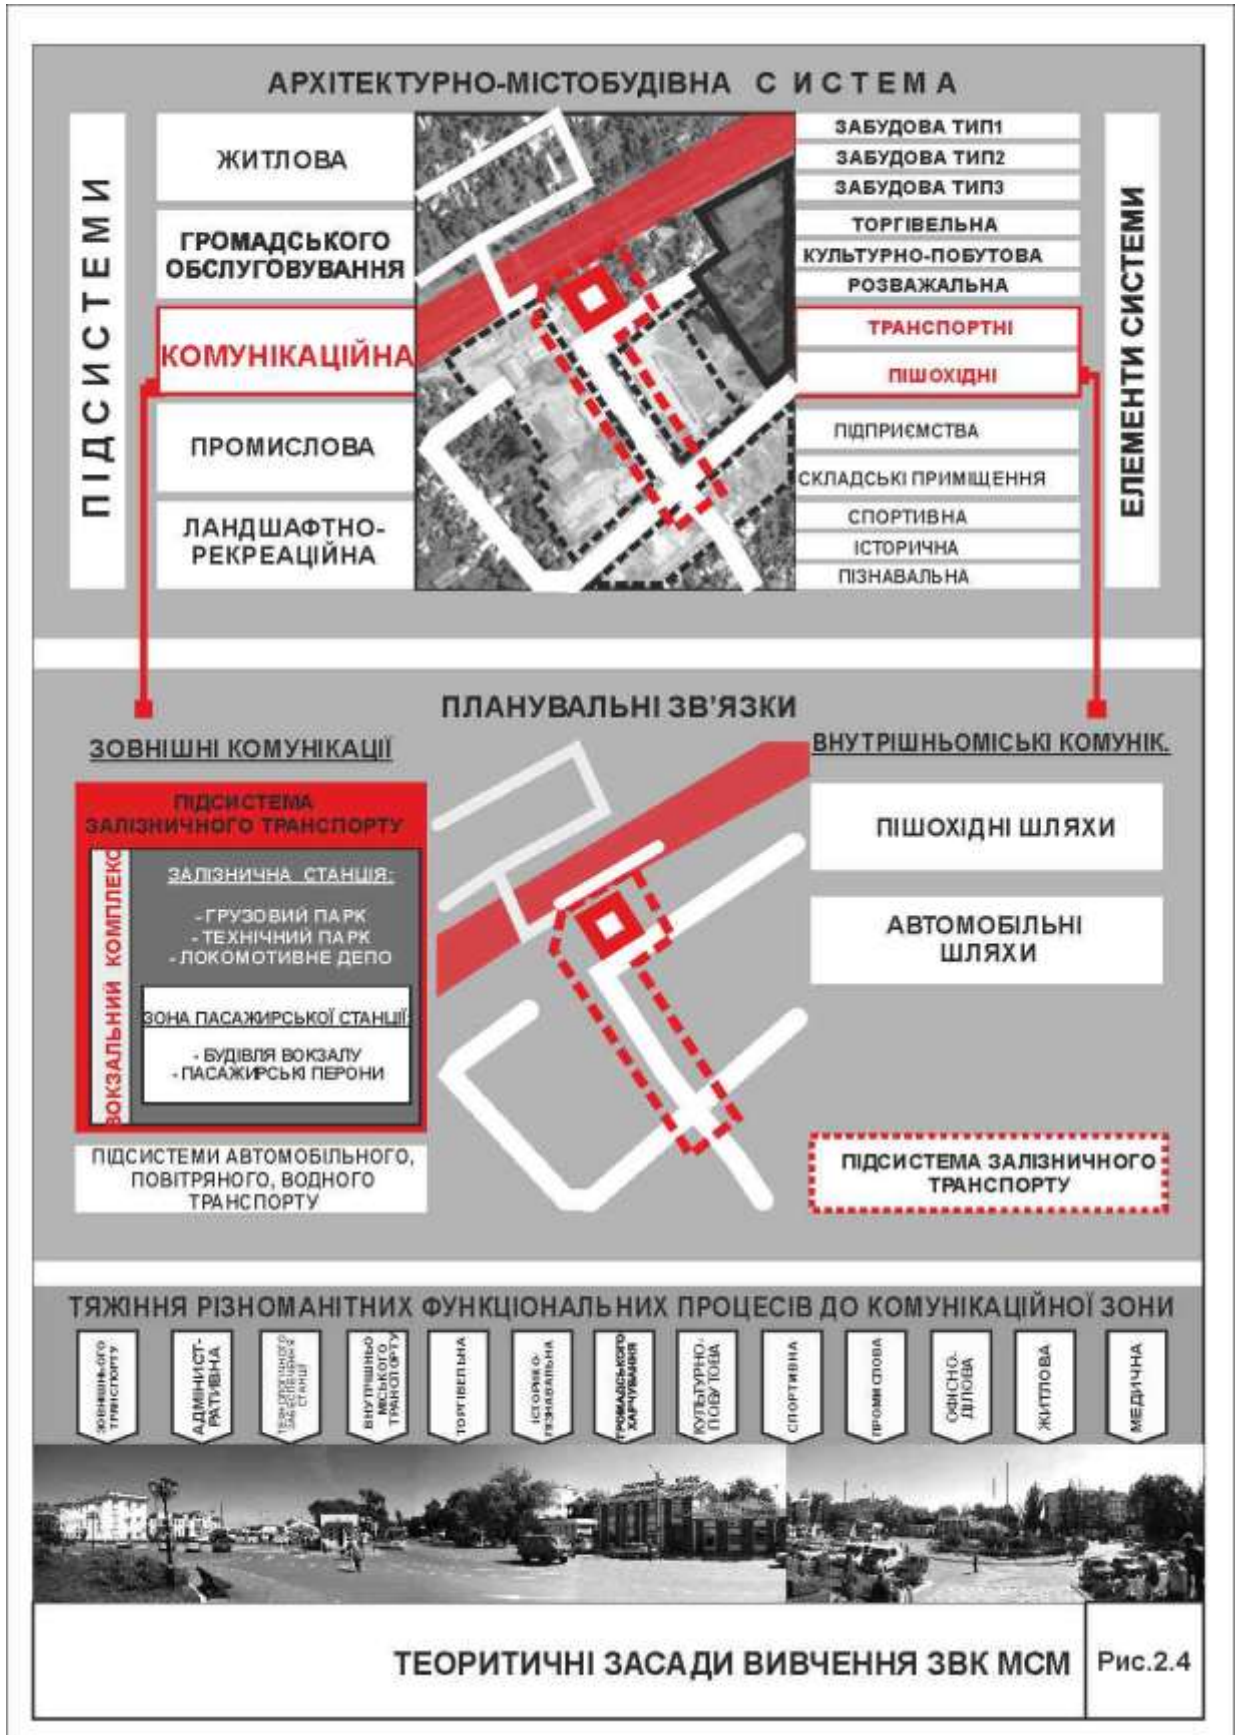 АРХІТЕКТУРНО-МІСТОБУДІВНА СИСТЕМА
ПІДСИСТЕМИ
ЖИТЛОВА
ГРОМАДСЬКОГО
ОБСЛУГОВУВАННЯ
КОМУНІКАЦІЙНА
ПРОМИСЛОВА
ЛАНДШАФТНО-
РЕКРЕАЦІЙНА
ЗАБУДОВА ТИП1
ЗАБУДОВА ТИП2
ЗАБУДОВА ТИП3
ТОРГІВЕЛЬНА
КУЛЬТУРНО-ПОБУТОВА
РОЗВАЖАЛЬНА
ТРАНСПОРТНІ
ПІШОХІДНІ
ПІДПРИЄМСТВА
СКЛАДСЬКІ ПРИМІЩЕННЯ
СПОРТИВНА
ІСТОРИЧНА
ПІЗНАВАЛЬНА
ЕЛЕМЕНТИ СИСТЕМИ
ПЛАНУВАЛЬНІ ЗВ'ЯЗКИ
ЗОВНІШНІ КОМУНІКАЦІЇ
ПІДСИСТЕМА
ЗАЛІЗНИЧНОГО ТРАНСПОРТУ
ВОКЗАЛЬНИЙ КОМПЛЕКС
ЗАЛІЗНИЧНА СТАНЦІЯ:
- ГРУЗОВИЙ ПАРК
- ТЕХНІЧНИЙ ПАРК
- ЛОКОМОТИВНЕ ДЕПО
ЗОНА ПАСАЖИРСЬКОЇ СТАНЦІЇ:
- БУДІВЛЯ ВОКЗАЛУ
- ПАСАЖИРСЬКІ ПЕРОНИ
ПІДСИСТЕМИ АВТОМОБІЛЬНОГО,
ПОВІТРЯНОГО, ВОДНОГО
ТРАНСПОРТУ
ВНУТРІШНЬОМІСЬКІ КОМУНІК.
ПІШОХІДНІ ШЛЯХИ
АВТОМОБІЛЬНІ
ШЛЯХИ
ПІДСИСТЕМА ЗАЛІЗНИЧНОГО
ТРАНСПОРТУ
ТЯЖІННЯ РІЗНОМАНІТНИХ ФУНКЦІОНАЛЬНИХ ПРОЦЕСІВ ДО КОМУНІКАЦІЙНОЇ ЗОНИ
ЗОВНІШНЬОГО
ТРАНСПОРТУ
АДМІНІСТ-
РАТИВНА
ТЕХНОЛОГІЧНОГО
ЗАБЕЗПЕЧЕННЯ
СТАНЦІЇ
ВНУТРІШНЬО
МІСЬКОГО
ТРАНСПОРТУ
ТОРГІВЕЛЬНА
ІСТОРИКО-
ПІЗНАВАЛЬНА
ГРОМАДСЬКОГО
ХАРЧУВАННЯ
КУЛЬТУРНО-
ПОБУТОВА
СПОРТИВНА
ПРОМИСЛОВА
ОФІСНО-
ДІЛОВА
ЖИТЛОВА
МЕДИЧНА
ТЕОРИТИЧНІ ЗАСАДИ ВИВЧЕННЯ ЗВК МСМ
Рис.2.4